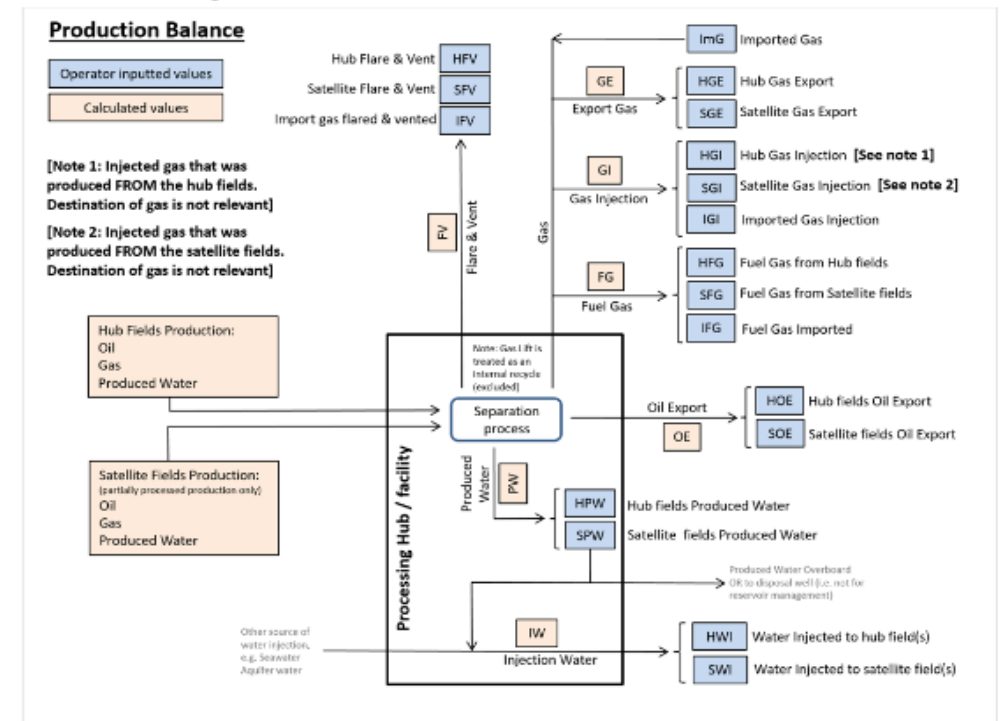 Production Balance
Operator inputted values
Calculated values
[Note 1: Injected gas that was
produced FROM the hub fields.
Destination of gas is not relevant]
[Note 2: Injected gas that was
produced FROM the satellite fields.
Destination of gas is not relevant]
Hub Flare & Vent
HFV
Satellite Flare & Vent
SFV
Import gas flared & vented
IFV
FV
Flare & Vent
Gas
ImG
Imported Gas
GE
Export Gas
HGE
Hub Gas Export
SGE
Satellite Gas Export
GI
Gas Injection
HGI
Hub Gas Injection [See note 1]
SGI
Satellite Gas Injection [See note 2]
IGI
Imported Gas Injection
FG
Fuel Gas
HFG
Fuel Gas from Hub fields
SFG
Fuel Gas from Satellite fields
IFG
Fuel Gas Imported
Hub Fields Production:
Oil
Gas
Produced Water
Satellite Fields Production:
(partially processed production only)
Oil
Gas
Produced Water
Processing Hub / facility
Note: Gas Lift is
treated as an
internal recycle
(excluded)
Separation
process
Oil Export
OE
HOE
Hub fields Oil Export
SOE
Satellite fields Oil Export
Produced
Water
PW
HPW
Hub fields Produced Water
SPW
Satellite fields Produced Water
Produced Water Overboard
OR to disposal well (i.e. not for
reservoir management)
Other source of
water injection,
e.g. Seawater
Aquifer water
IW
Injection Water
HWI
Water Injected to hub field(s)
SWI
Water Injected to satellite field(s)